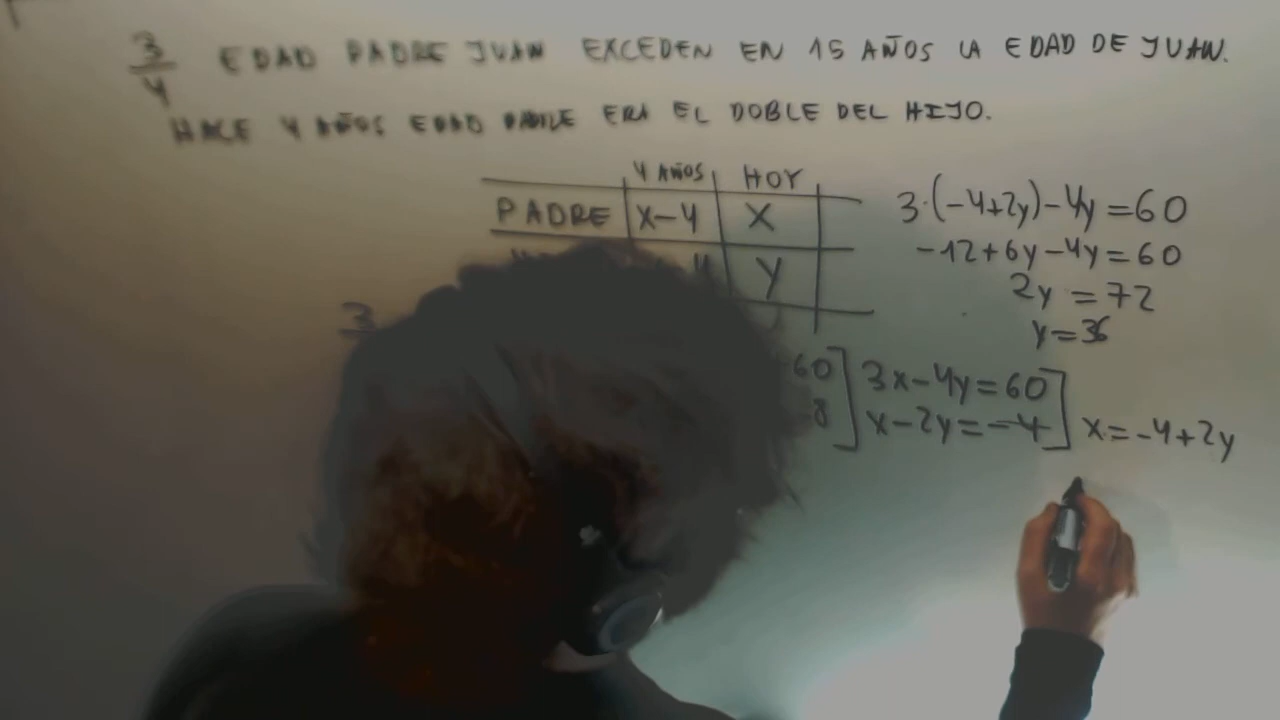 3/4 EDAD PADRE JUAN EXCEDEN EN 15 AÑOS LA EDAD DE JUAN.
HACE 4 AÑOS EDAD PADRE ERA EL DOBLE DEL HIJO.
4 AÑOS HOY
PADRE x-4 x
4 y
3
60] 3x-4y=60
8] x-2y=-4] x=-4+2y
3·(-4+2y)-4y=60
-12+6y-4y=60
2y=72
y=36